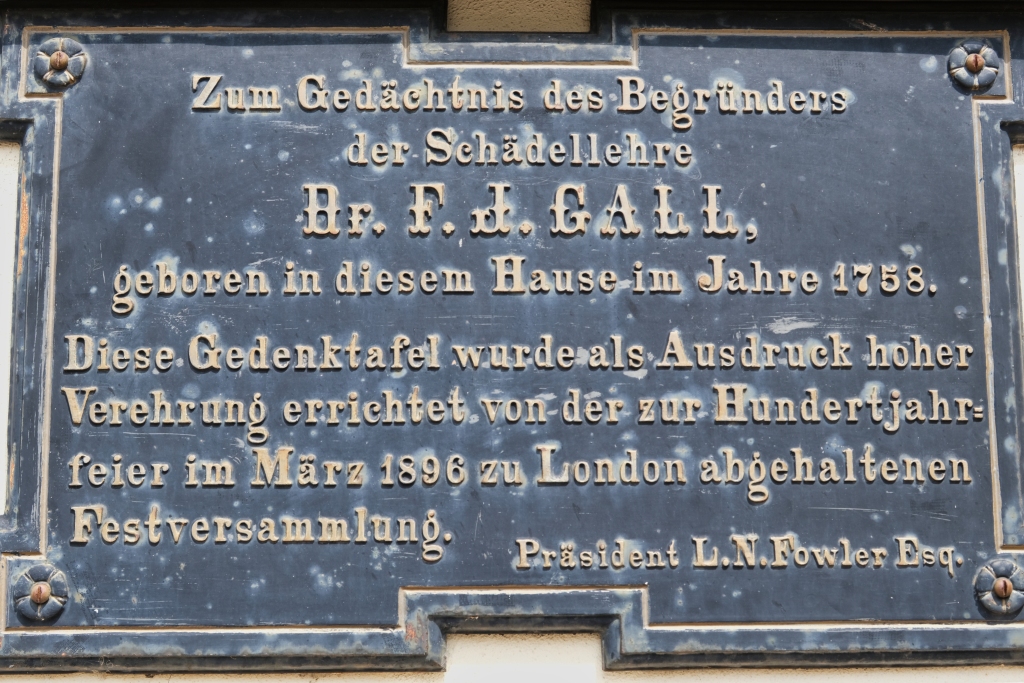 Zum Gedächtnis des Begründers
der Schädellehre
Dr. F. J. GALL,
geboren in diesem Hause im Jahre 1758.
Diese Gedenktafel wurde als Ausdruck hoher
Verehrung errichtet von der zur Hundertjahr=
feier im März 1896 zu London abgehaltenen
Festversammlung.
Präsident L.N.Fowler Esq.